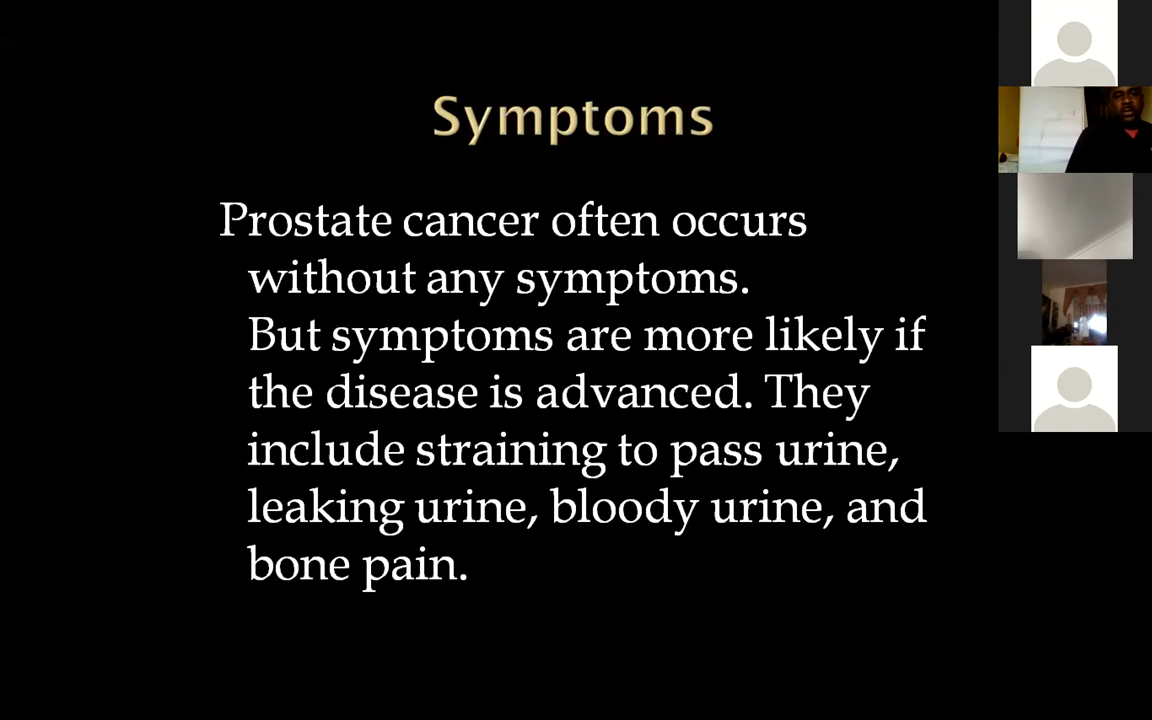 Symptoms
Prostate cancer often occurs
without any symptoms.
But symptoms are more likely if
the disease is advanced. They
include straining to pass urine,
leaking urine, bloody urine, and
bone pain.